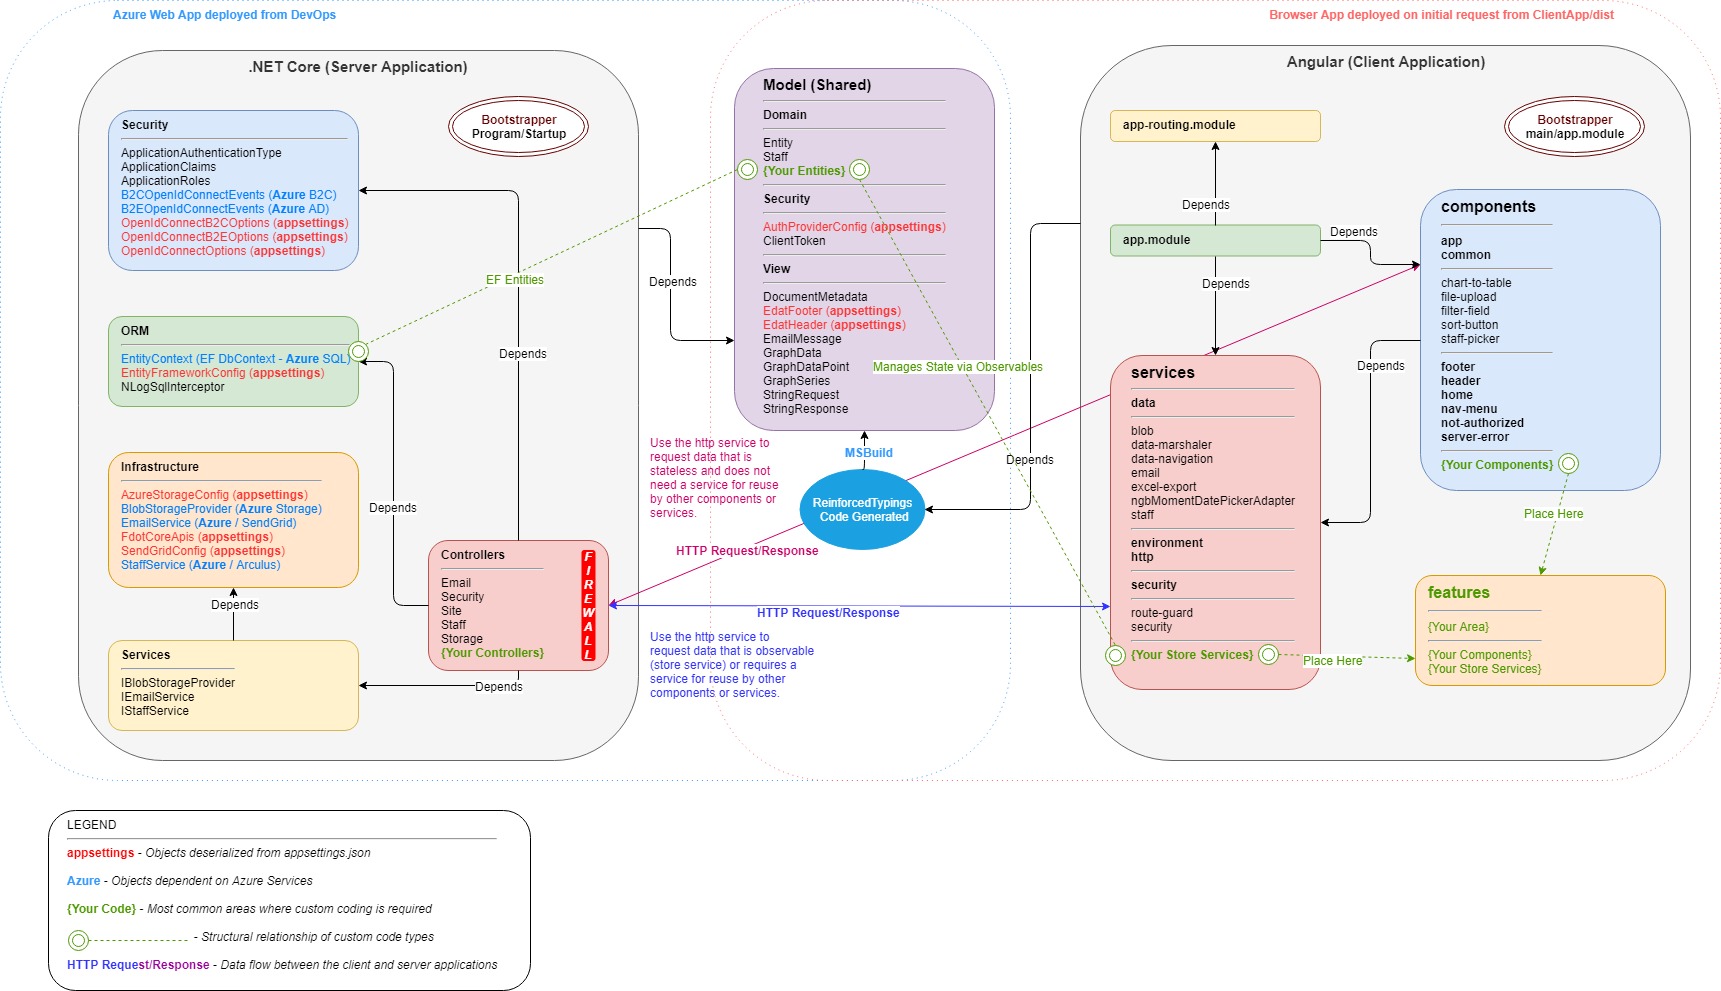 Azure Web App deployed from DevOps
Browser App deployed on initial request from ClientApp/dist
.NET Core (Server Application)
Bootstrapper
Program/Startup
Security
ApplicationAuthenticationType
ApplicationClaims
ApplicationRoles
B2COpenIdConnectEvents (Azure B2C)
B2EOpenIdConnectEvents (Azure AD)
OpenIdConnectB2COptions (appsettings)
OpenIdConnectB2EOptions (appsettings)
OpenIdConnectOptions (appsettings)
EF Entities
ORM
EntityContext (EF DbContext - Azure SQL)
EntityFrameworkConfig (appsettings)
NLogSqlInterceptor
Depends
Depends
Infrastructure
AzureStorageConfig (appsettings)
BlobStorageProvider (Azure Storage)
EmailService (Azure / SendGrid)
FdotCoreApis (appsettings)
SendGridConfig (appsettings)
StaffService (Azure / Arculus)
Depends
Services
IBlobStorageProvider
IEmailService
IStaffService
Controllers
Email
Security
Site
Staff
Storage
{Your Controllers}
FIREWALL
Depends
Depends
Model (Shared)
Domain
Entity
Staff
{Your Entities}
Security
AuthProviderConfig (appsettings)
ClientToken
View
DocumentMetadata
EdatFooter (appsettings)
EdatHeader (appsettings)
EmailMessage
GraphData
GraphDataPoint
GraphSeries
StringRequest
StringResponse
Manages State via Observables
MSBuild
ReinforcedTypings
Code Generated
Depends
Use the http service to
request data that is
stateless and does not
need a service for reuse
by other components or
services.
HTTP Request/Response
HTTP Request/Response
Use the http service to
request data that is observable
(store service) or requires a
service for reuse by other
components or services.
Angular (Client Application)
Bootstrapper
main/app.module
app-routing.module
Depends
app.module
Depends
Depends
components
app
common
chart-to-table
file-upload
filter-field
sort-button
staff-picker
footer
header
home
nav-menu
not-authorized
server-error
{Your Components}
Depends
Place Here
services
data
blob
data-marshaler
data-navigation
email
excel-export
ngbMomentDatePickerAdapter
staff
environment
http
security
route-guard
security
{Your Store Services}
Place Here
features
{Your Area}
{Your Components}
{Your Store Services}
LEGEND
appsettings - Objects deserialized from appsettings.json
Azure - Objects dependent on Azure Services
{Your Code} - Most common areas where custom coding is required
- Structural relationship of custom code types
HTTP Request/Response - Data flow between the client and server applications